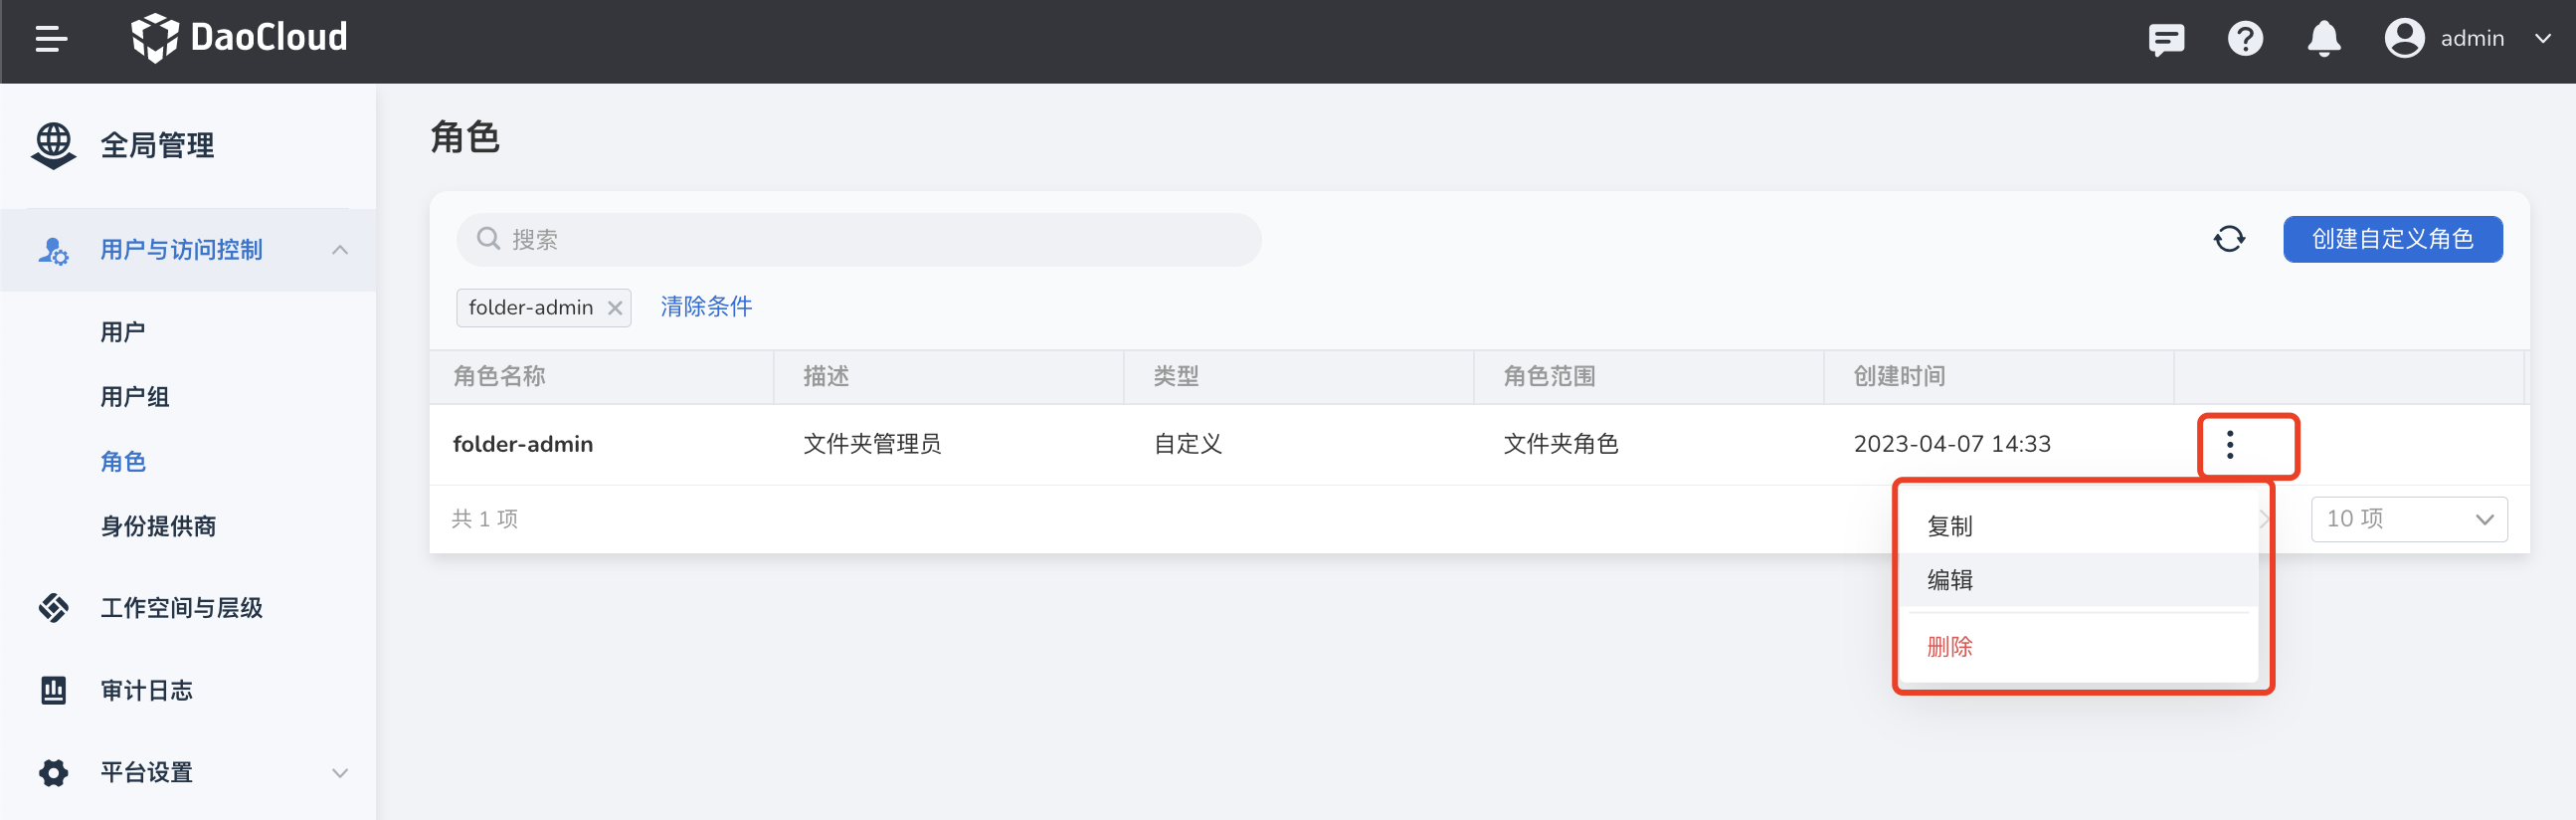 DaoCloud
admin
全局管理
用户与访问控制
用户
用户组
角色
身份提供商
工作空间与层级
审计日志
平台设置
角色
搜索
创建自定义角色
folder-admin
清除条件
角色名称 描述 类型 角色范围 创建时间
folder-admin 文件夹管理员 自定义 文件夹角色 2023-04-07 14:33
共 1 项
10 项
复制
编辑
删除